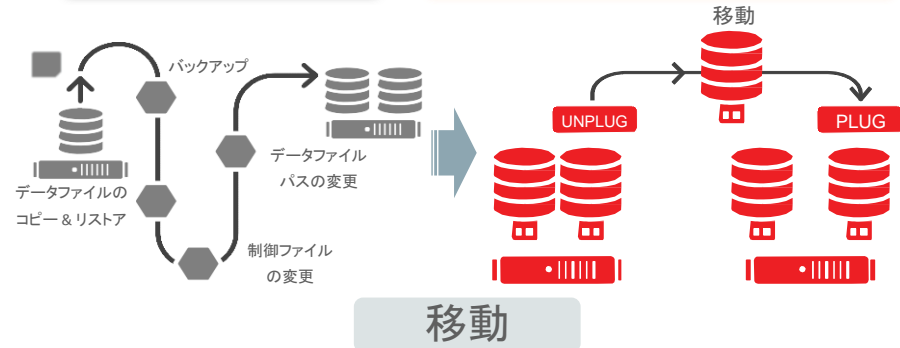 バックアップ
データファイルの
コピー & リストア
制御ファイル
の変更
データファイル
パスの変更
移動
UNPLUG
PLUG
移動